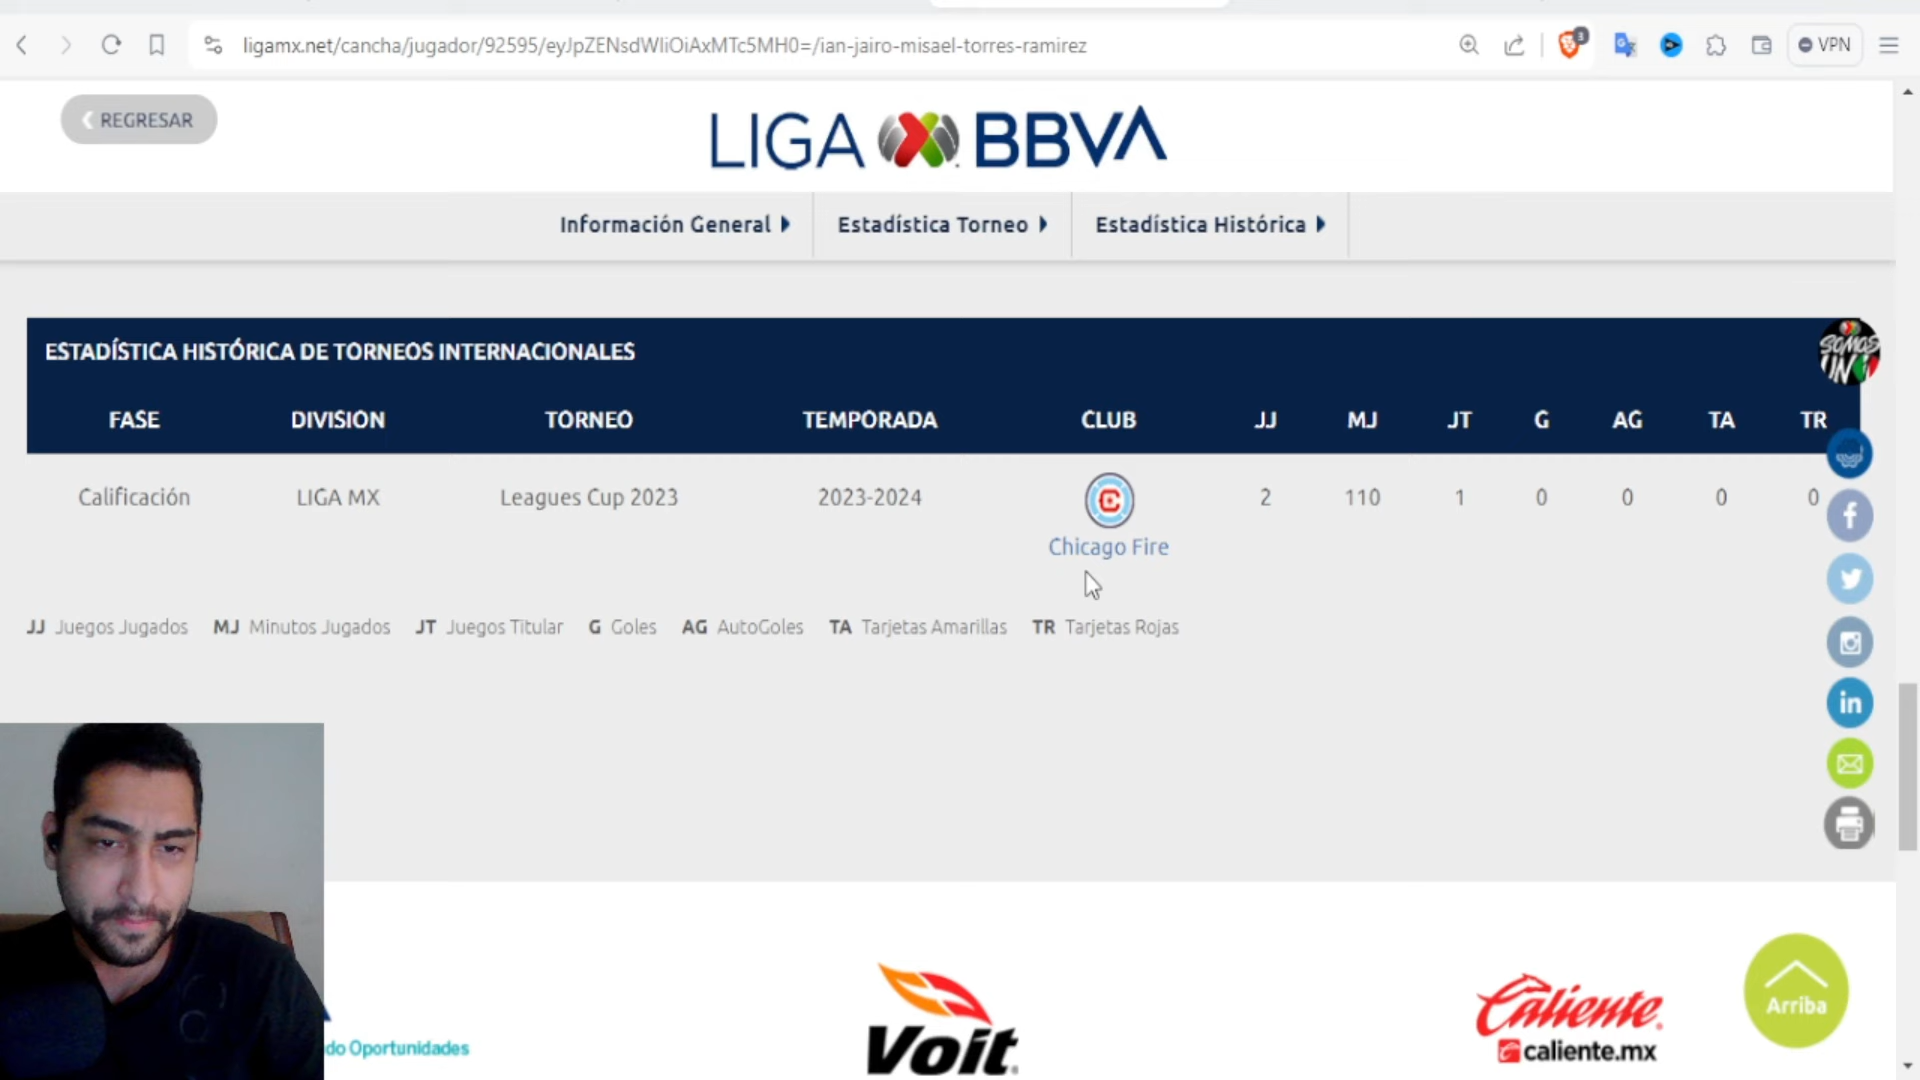 ligamx.net/cancha/jugador/92595/eyJpZENsdWIiOiAxMTc5MH0=/ian-jairo-misael-torres-ramirez
3
VPN
REGRESAR
LIGA BBVA
Información General
Estadística Torneo
Estadística Histórica
ESTADÍSTICA HISTÓRICA DE TORNEOS INTERNACIONALES
SOMOS
FASE DIVISIÓN TORNEO TEMPORADA CLUB JJ MJ JT G AG TA TR
Calificación LIGA MX Leagues Cup 2023 2023-2024 Chicago Fire 2 110 1 0 0 0 0
JJ Juegos Jugados MJ Minutos Jugados JT Juegos Titular G Goles AG AutoGoles TA Tarjetas Amarillas TR Tarjetas Rojas
do Oportunidades
Voit
Caliente
caliente.mx
Arriba